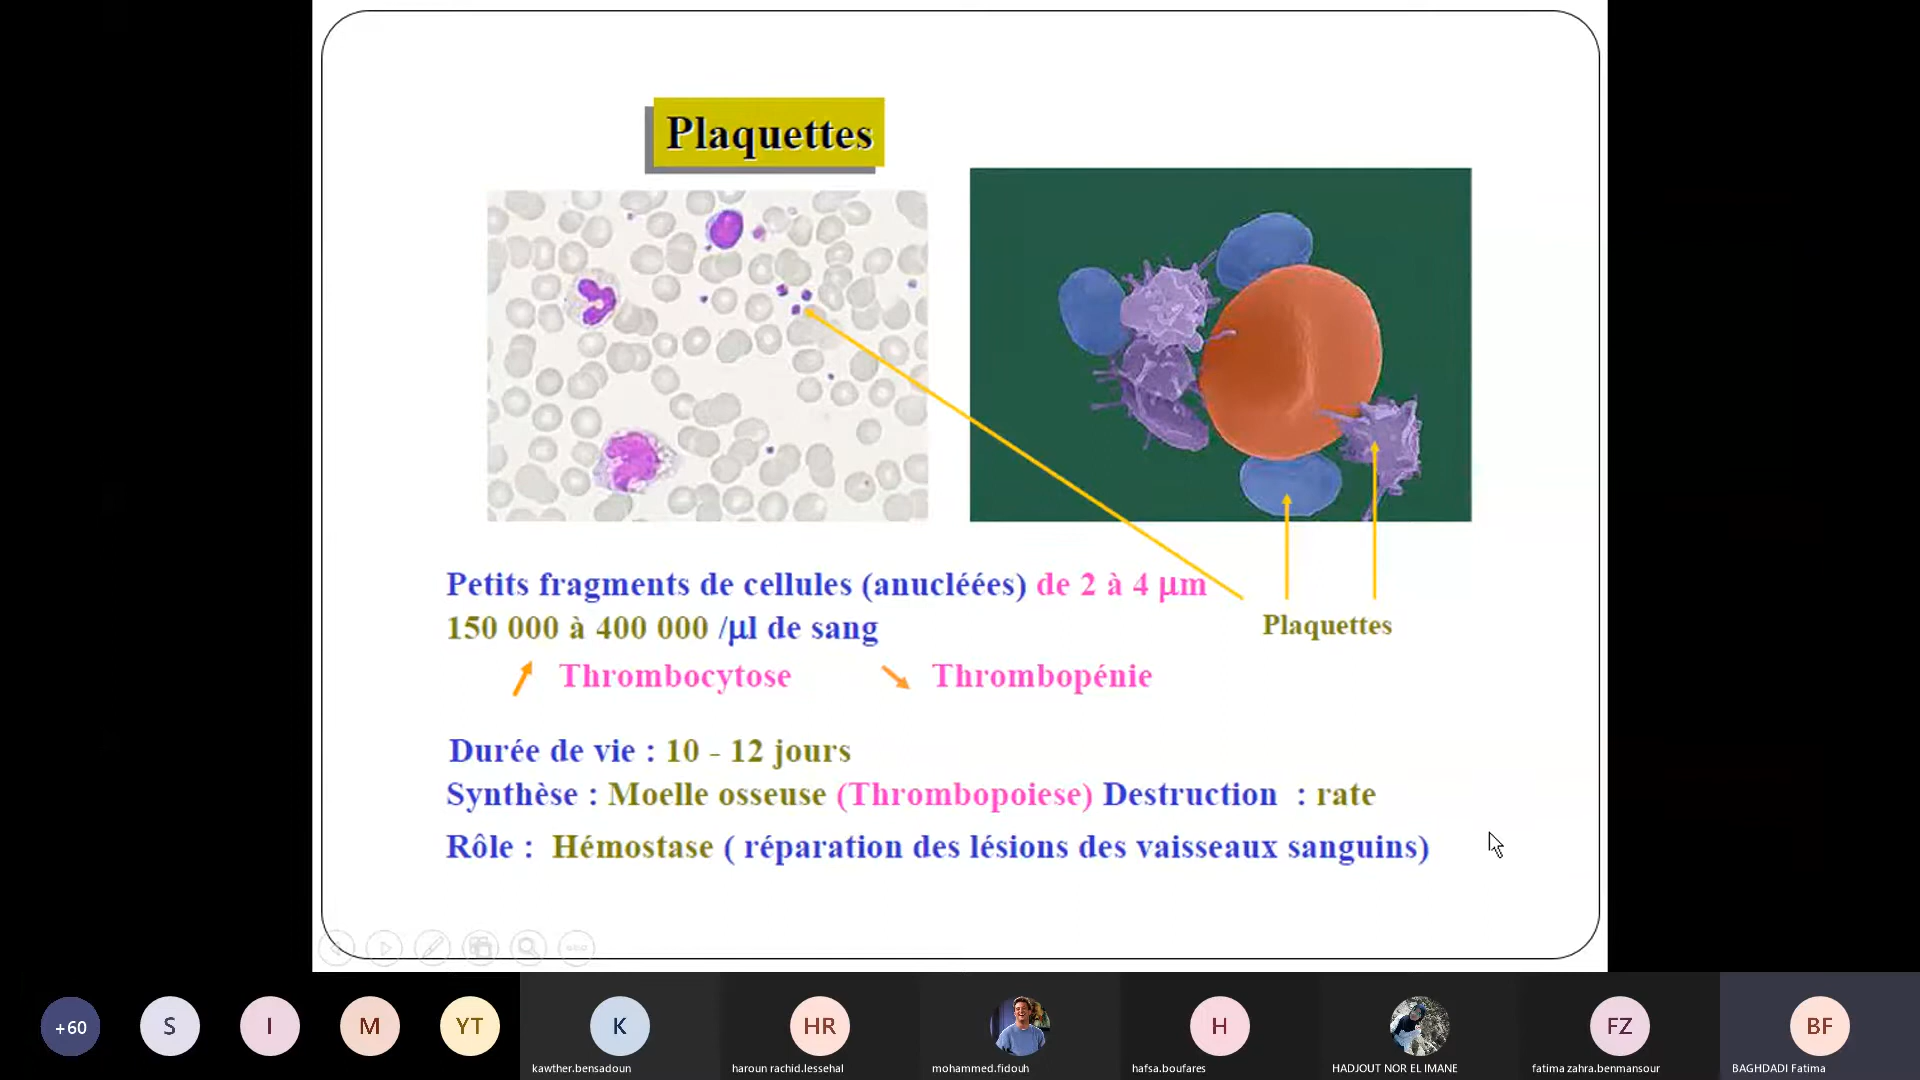 Plaquettes
Petits fragments de cellules (anucléées) de 2 à 4 µm
150 000 à 400 000 /µl de sang
Plaquettes
Thrombocytose Thrombopénie
Durée de vie : 10 - 12 jours
Synthèse : Moelle osseuse (Thrombopoiese) Destruction : rate
Rôle : Hémostase ( réparation des lésions des vaisseaux sanguins)
+60 S I M YT K HR H FZ BF
kawther.bensadoun haroun rachid.lessehal mohammed.fidouh hafsa.boufares HADJOUT NOR EL IMANE fatima zahra.benmansour BAGHDADI Fatima